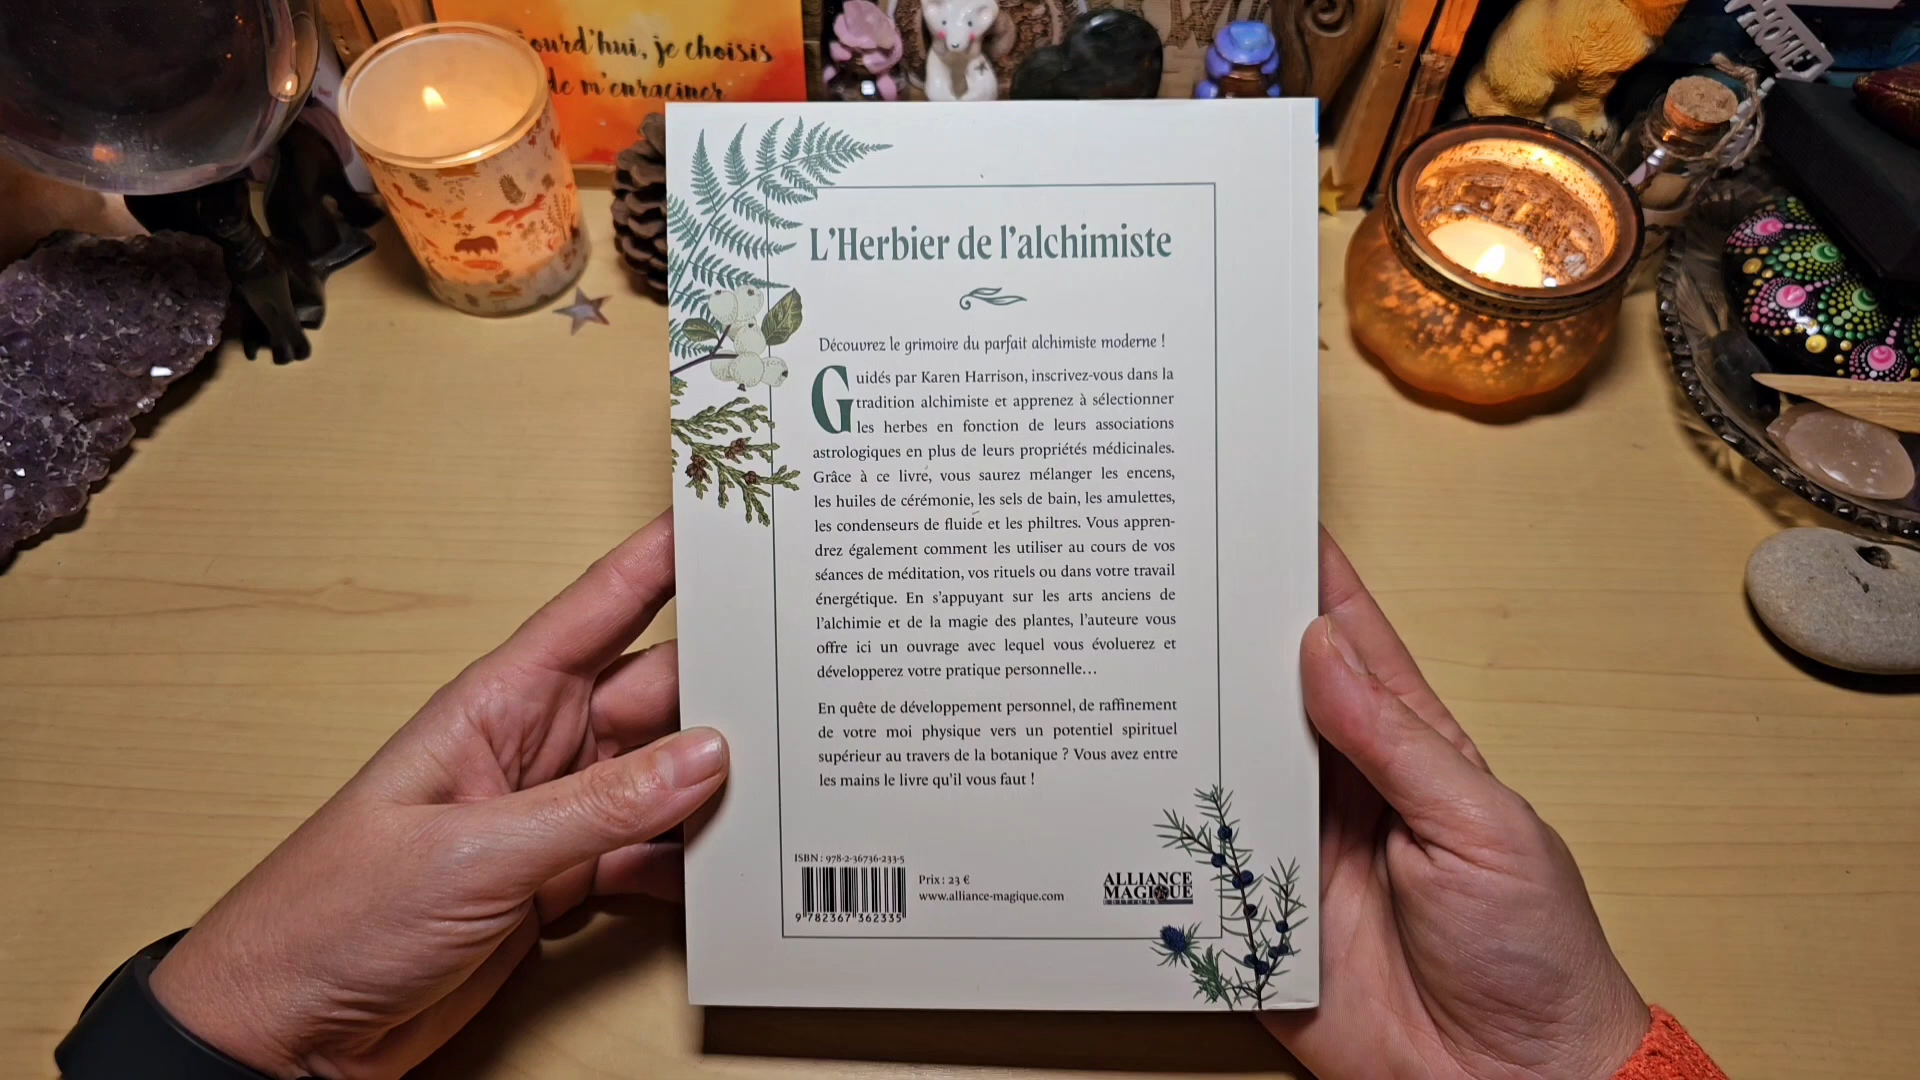 jourd'hui, je choisis
de m'enraciner
HOME
L'Herbier de l'alchimiste
Découvrez le grimoire du parfait alchimiste moderne !
Guidés par Karen Harrison, inscrivez-vous dans la
tradition alchimiste et apprenez à sélectionner
les herbes en fonction de leurs associations
astrologiques en plus de leurs propriétés médicinales.
Grâce à ce livre, vous saurez mélanger les encens,
les huiles de cérémonie, les sels de bain, les amulettes,
les condenseurs de fluide et les philtres. Vous appren-
drez également comment les utiliser au cours de vos
séances de méditation, vos rituels ou dans votre travail
énergétique. En s'appuyant sur les arts anciens de
l'alchimie et de la magie des plantes, l'auteure vous
offre ici un ouvrage avec lequel vous évoluerez et
développerez votre pratique personnelle…
En quête de développement personnel, de raffinement
de votre moi physique vers un potentiel spirituel
supérieur au travers de la botanique ? Vous avez entre
les mains le livre qu'il vous faut !
ISBN : 978-2-36736-233-5
9 782367 362335
Prix : 23 €
www.alliance-magique.com
ALLIANCE
MAGIQUE
EDITIONS